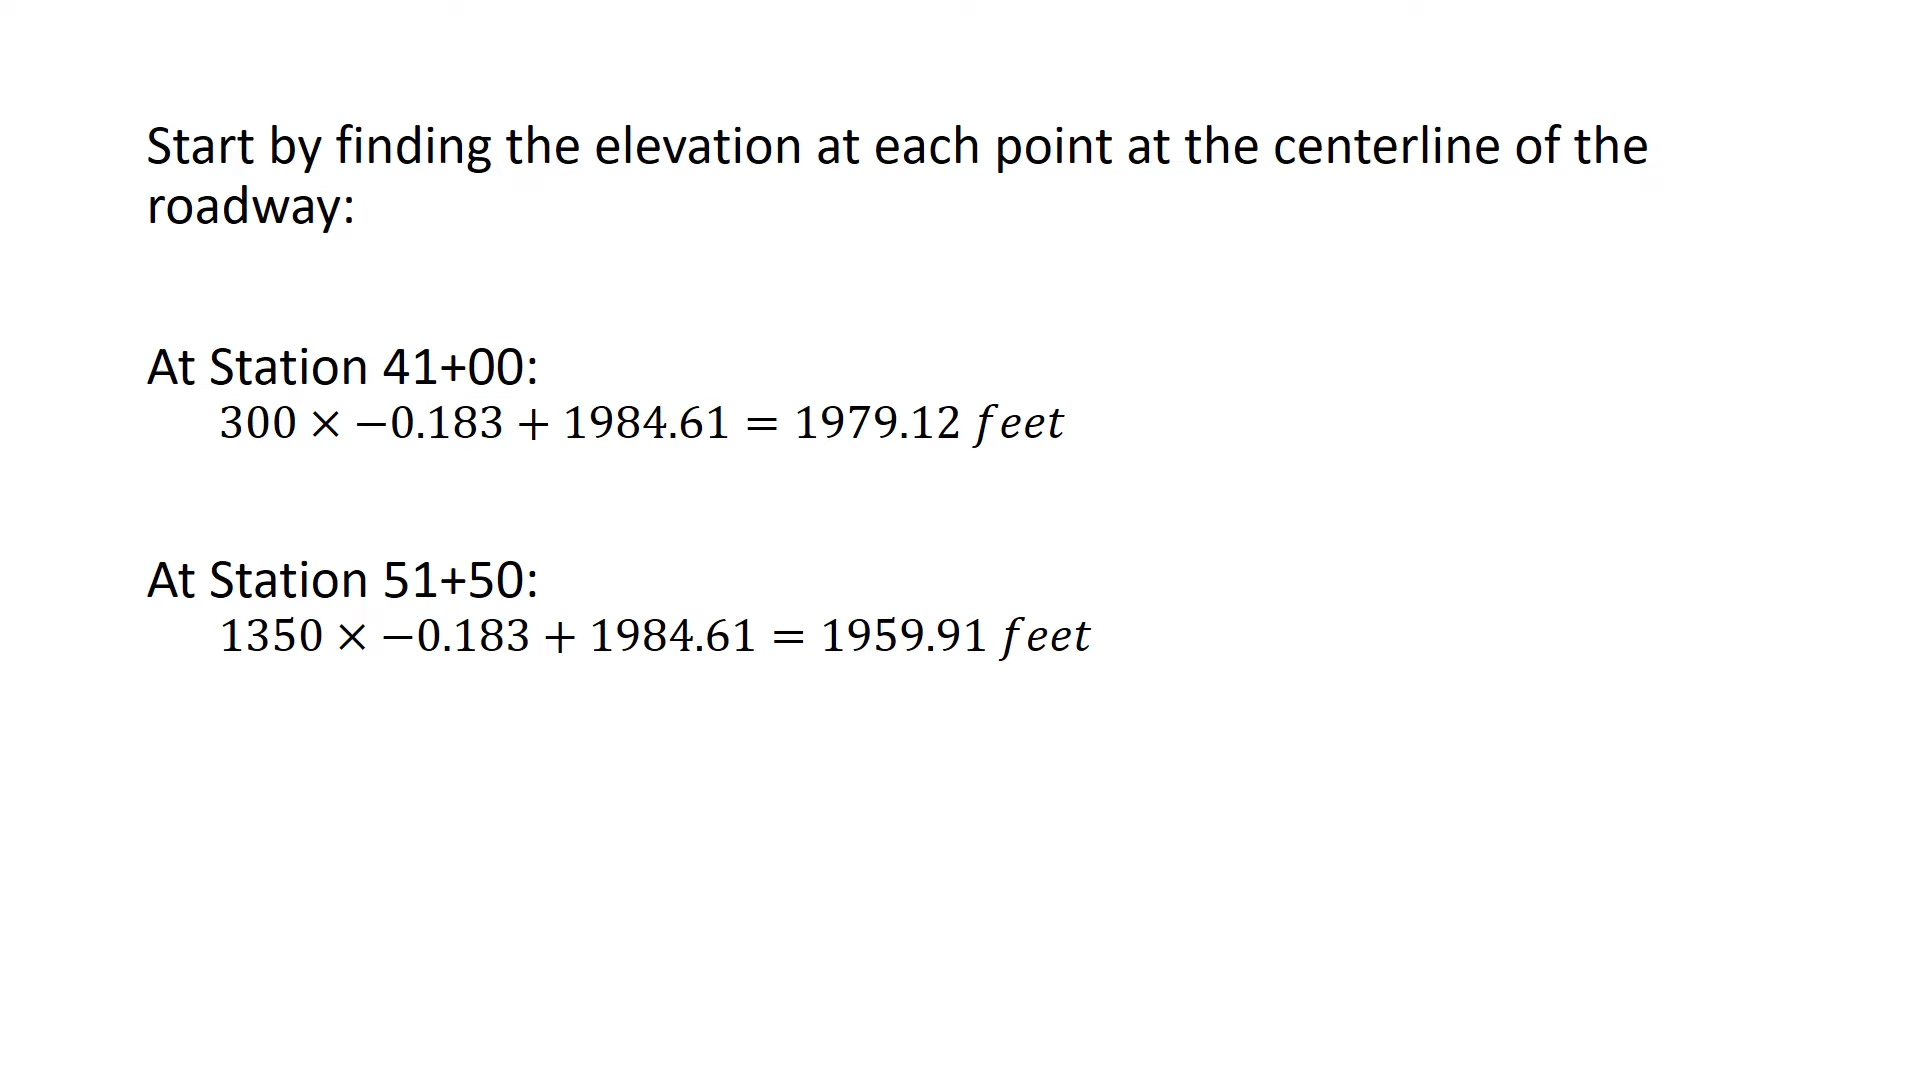 Start by finding the elevation at each point at the centerline of the
roadway:
At Station 41+00:
300 × −0.183 + 1984.61 = 1979.12 feet
At Station 51+50:
1350 × −0.183 + 1984.61 = 1959.91 feet